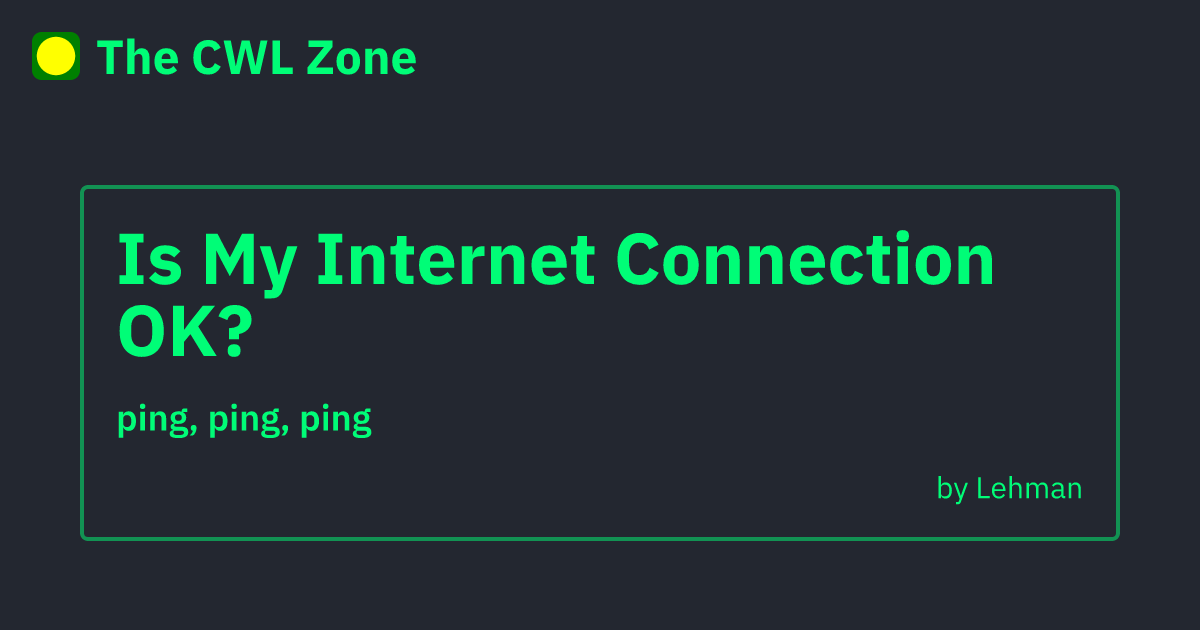 The CWL Zone
Is My Internet Connection
OK?
ping, ping, ping
by Lehman